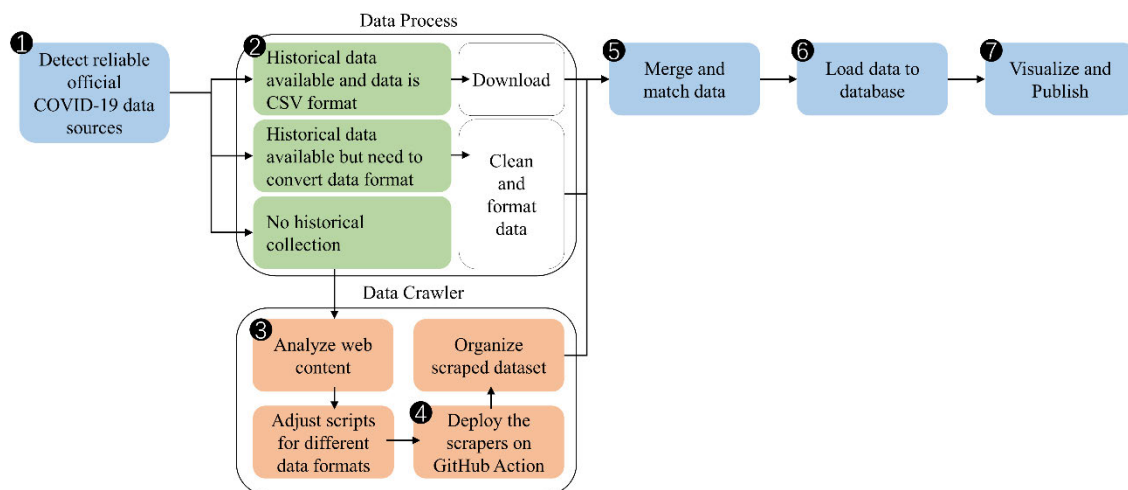 Data Process
1
Detect reliable
official
COVID-19 data
sources
2
Historical data
available and data is
CSV format
Download
Historical data
available but need to
convert data format
Clean
and
format
data
No historical
collection
Data Crawler
3
Analyze web
content
Adjust scripts
for different
data formats
4
Deploy the
scrapers on
GitHub Action
Organize
scraped dataset
5
Merge and
match data
6
Load data to
database
7
Visualize and
Publish